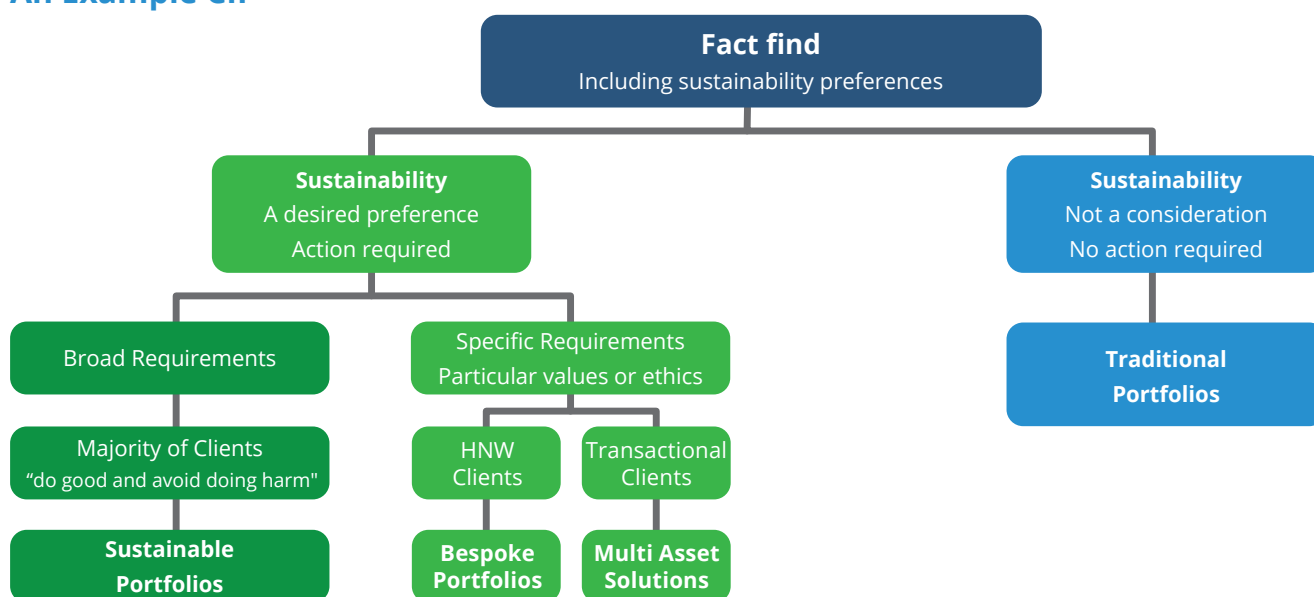 An Example
Fact find
Including sustainability preferences
Sustainability
A desired preference
Action required
Sustainability
Not a consideration
No action required
Broad Requirements
Specific Requirements
Particular values or ethics
Traditional
Portfolios
Majority of Clients
“do good and avoid doing harm"
HNW
Clients
Transactional
Clients
Sustainable
Portfolios
Bespoke
Portfolios
Multi Asset
Solutions